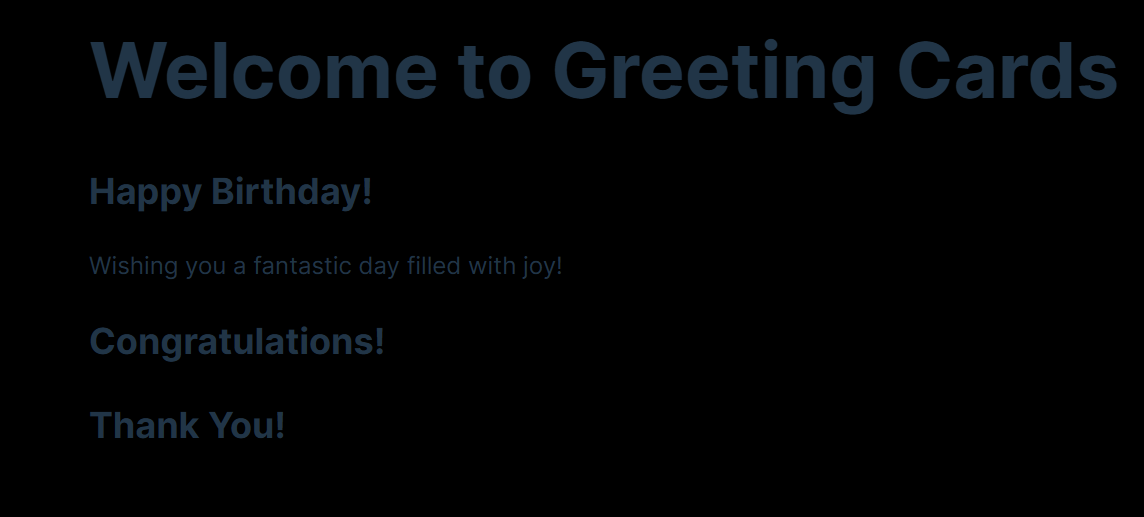 Welcome to Greeting Cards
Happy Birthday!
Wishing you a fantastic day filled with joy!
Congratulations!
Thank You!